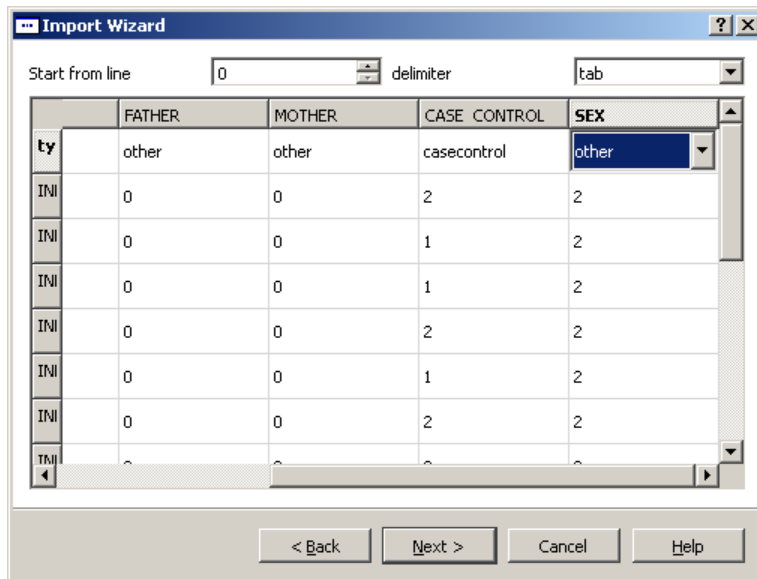 Import Wizard
Start from line 0 delimiter tab
FATHER MOTHER CASE CONTROL SEX
ty other other casecontrol other
INI 0 0 2 2
INI 0 0 1 2
INI 0 0 1 2
INI 0 0 2 2
INI 0 0 1 2
INI 0 0 2 2
< Back Next > Cancel Help